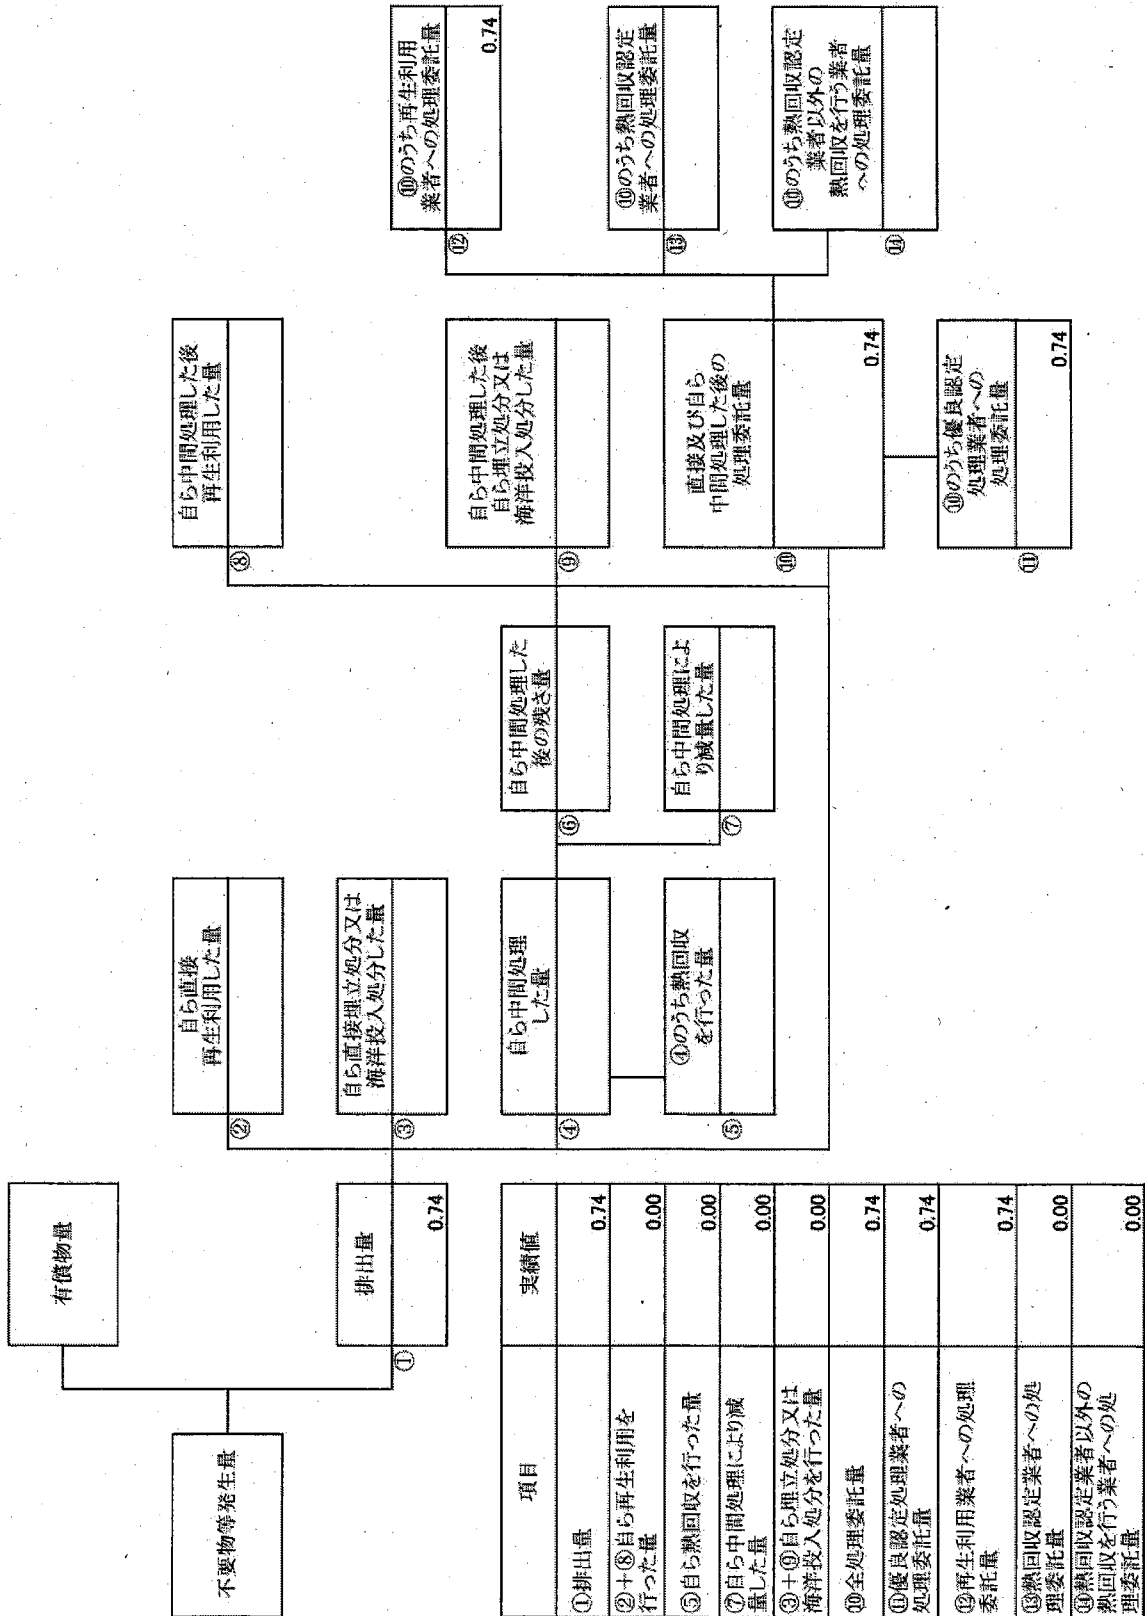 不要物等発生量
有償物量
排出量
①
0.74
自ら直接
再生利用した量
②
自ら直接埋立処分又は
海洋投入処分した量
③
自ら中間処理
した量
④
④のうち熱回収
を行った量
⑤
自ら中間処理した
後の残さ量
⑥
自ら中間処理によ
り減量した量
⑦
自ら中間処理した後
再生利用した量
⑧
自ら中間処理した後
自ら埋立処分又は
海洋投入処分した量
⑨
直接及び自ら
中間処理した後の
処理委託量
⑩
0.74
⑩のうち優良認定
処理業者への
処理委託量
⑪
0.74
⑩のうち再生利用
業者への処理委託量
⑫
0.74
⑩のうち熱回収認定
業者への処理委託量
⑬
⑩のうち熱回収認定
業者以外の
熱回収を行う業者
への処理委託量
⑭
項目 実績値
①排出量 0.74
②+⑧自ら再生利用を
行った量 0.00
⑤自ら熱回収を行った量 0.00
⑦自ら中間処理により減
量した量 0.00
③+⑨自ら埋立処分又は
海洋投入処分を行った量 0.00
⑩全処理委託量 0.74
⑪優良認定処理業者への
処理委託量 0.74
⑫再生利用業者への処理
委託量 0.74
⑬熱回収認定業者への処
理委託量 0.00
⑭熱回収認定業者以外の
熱回収を行う業者への処
理委託量 0.00